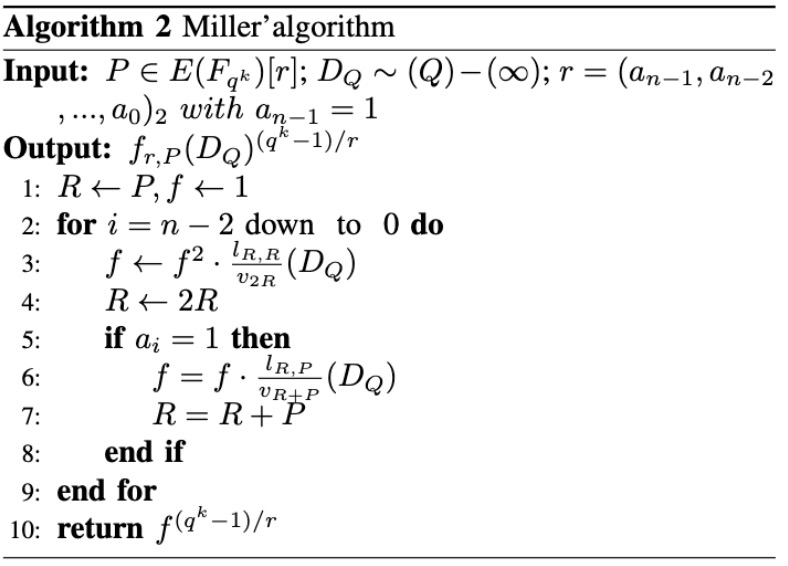 Algorithm 2 Miller'algorithm
Input: $P \in E(F_{q^k})[r]; D_Q \sim (Q)-(\infty); r = (a_{n-1}, a_{n-2}$
$, ..., a_0)_2$ with $a_{n-1} = 1$
Output: $f_{r,P}(D_Q)^{(q^k-1)/r}$
1: $R \leftarrow P, f \leftarrow 1$
2: for $i = n - 2$ down to $0$ do
3: $f \leftarrow f^2 \cdot \frac{l_{R,R}}{v_{2R}}(D_Q)$
4: $R \leftarrow 2R$
5: if $a_i = 1$ then
6: $f = f \cdot \frac{l_{R,P}}{v_{R+P}}(D_Q)$
7: $R = R + P$
8: end if
9: end for
10: return $f^{(q^k-1)/r}$